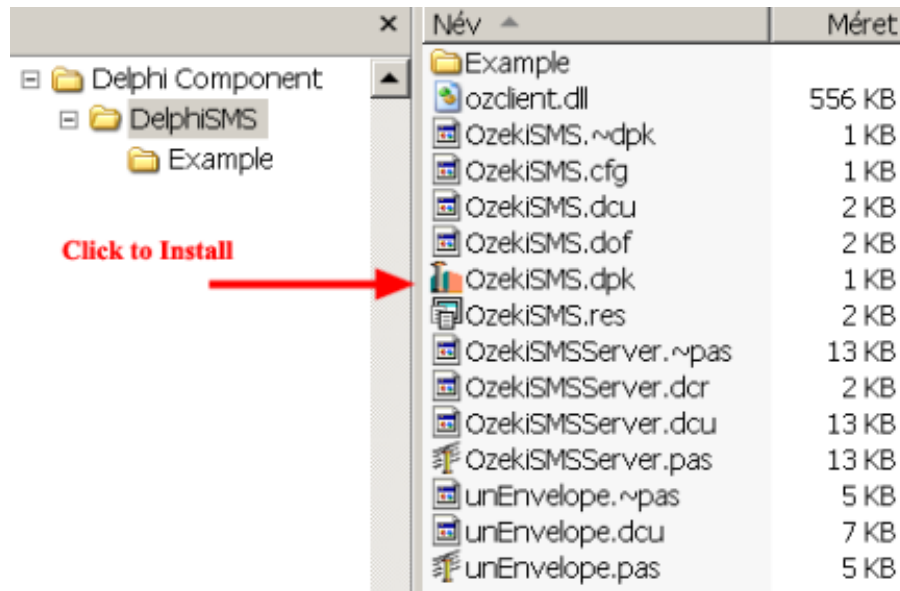 Név Méret
Delphi Component
DelphiSMS
Example
Click to Install
Example
ozclient.dll 556 KB
OzekiSMS.~dpk 1 KB
OzekiSMS.cfg 1 KB
OzekiSMS.dcu 2 KB
OzekiSMS.dof 2 KB
OzekiSMS.dpk 1 KB
OzekiSMS.res 2 KB
OzekiSMSServer.~pas 13 KB
OzekiSMSServer.dcr 2 KB
OzekiSMSServer.dcu 13 KB
OzekiSMSServer.pas 13 KB
unEnvelope.~pas 5 KB
unEnvelope.dcu 7 KB
unEnvelope.pas 5 KB